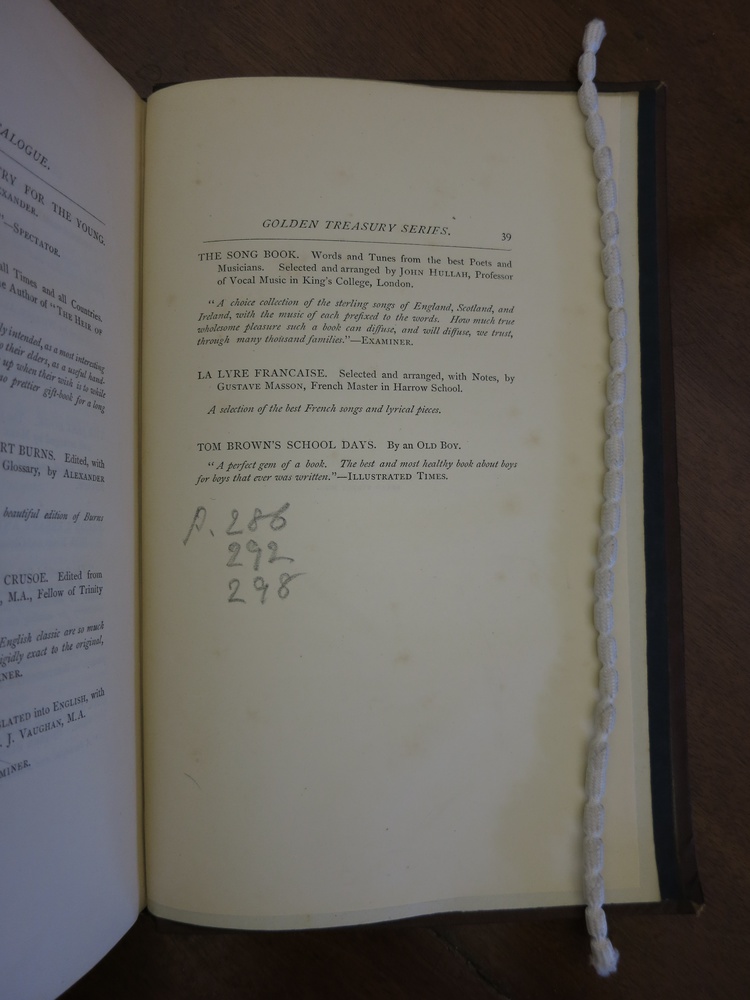 ALOGUE.
RY FOR THE YOUNG.
EXANDER.
"—SPECTATOR.
all Times and all Countries.
e Author of "THE HEIR OF
ly intended, as a most interesting
o their elders, as a useful hand-
up when their wish is to while
no prettier gift-book for a long
RT BURNS. Edited, with
Glossary, by ALEXANDER
beautiful edition of Burns
CRUSOE. Edited from
, M.A., Fellow of Trinity
English classic are so much
rigidly exact to the original,
NER.
SLATED into ENGLISH, with
. J. VAUGHAN, M.A.
MINER.
GOLDEN TREASURY SERIES. 39
THE SONG BOOK. Words and Tunes from the best Poets and
Musicians. Selected and arranged by JOHN HULLAH, Professor
of Vocal Music in King's College, London.
"A choice collection of the sterling songs of England, Scotland, and
Ireland, with the music of each prefixed to the words. How much true
wholesome pleasure such a book can diffuse, and will diffuse, we trust,
through many thousand families."—EXAMINER.
LA LYRE FRANCAISE. Selected and arranged, with Notes, by
GUSTAVE MASSON, French Master in Harrow School.
A selection of the best French songs and lyrical pieces.
TOM BROWN'S SCHOOL DAYS. By an OLD BOY.
"A perfect gem of a book. The best and most healthy book about boys
for boys that ever was written."—ILLUSTRATED TIMES.
p. 286
292
298